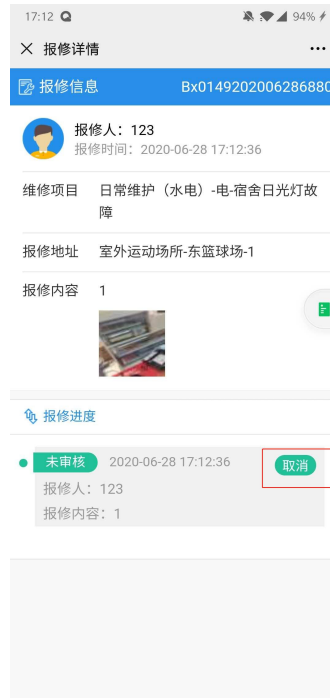 17:12
94%
报修详情
报修信息 Bx0149202006286880
报修人：123
报修时间：2020-06-28 17:12:36
维修项目 日常维护（水电）-电-宿舍日光灯故
障
报修地址 室外运动场所-东篮球场-1
报修内容 1
报修进度
未审核 2020-06-28 17:12:36 取消
报修人：123
报修内容：1